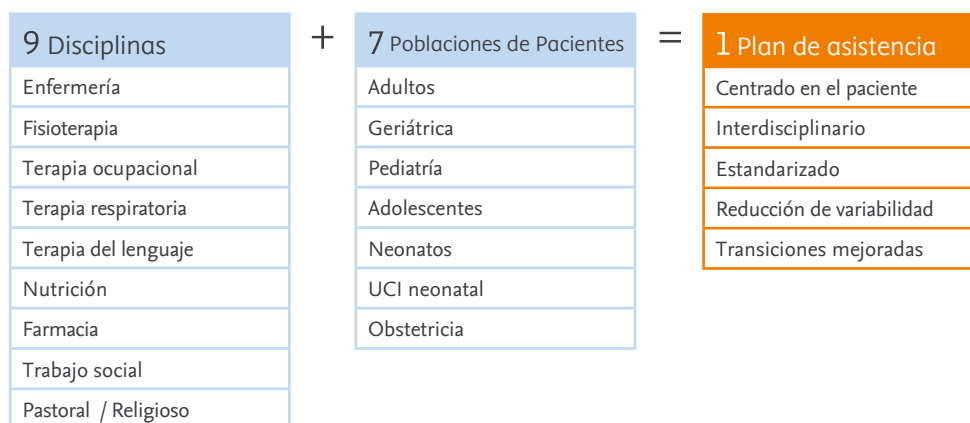 9 Disciplinas
Enfermería
Fisioterapia
Terapia ocupacional
Terapia respiratoria
Terapia del lenguaje
Nutrición
Farmacia
Trabajo social
Pastoral / Religioso
+
7 Poblaciones de Pacientes
Adultos
Geriátrica
Pediatría
Adolescentes
Neonatos
UCI neonatal
Obstetricia
=
1 Plan de asistencia
Centrado en el paciente
Interdisciplinario
Estandarizado
Reducción de variabilidad
Transiciones mejoradas